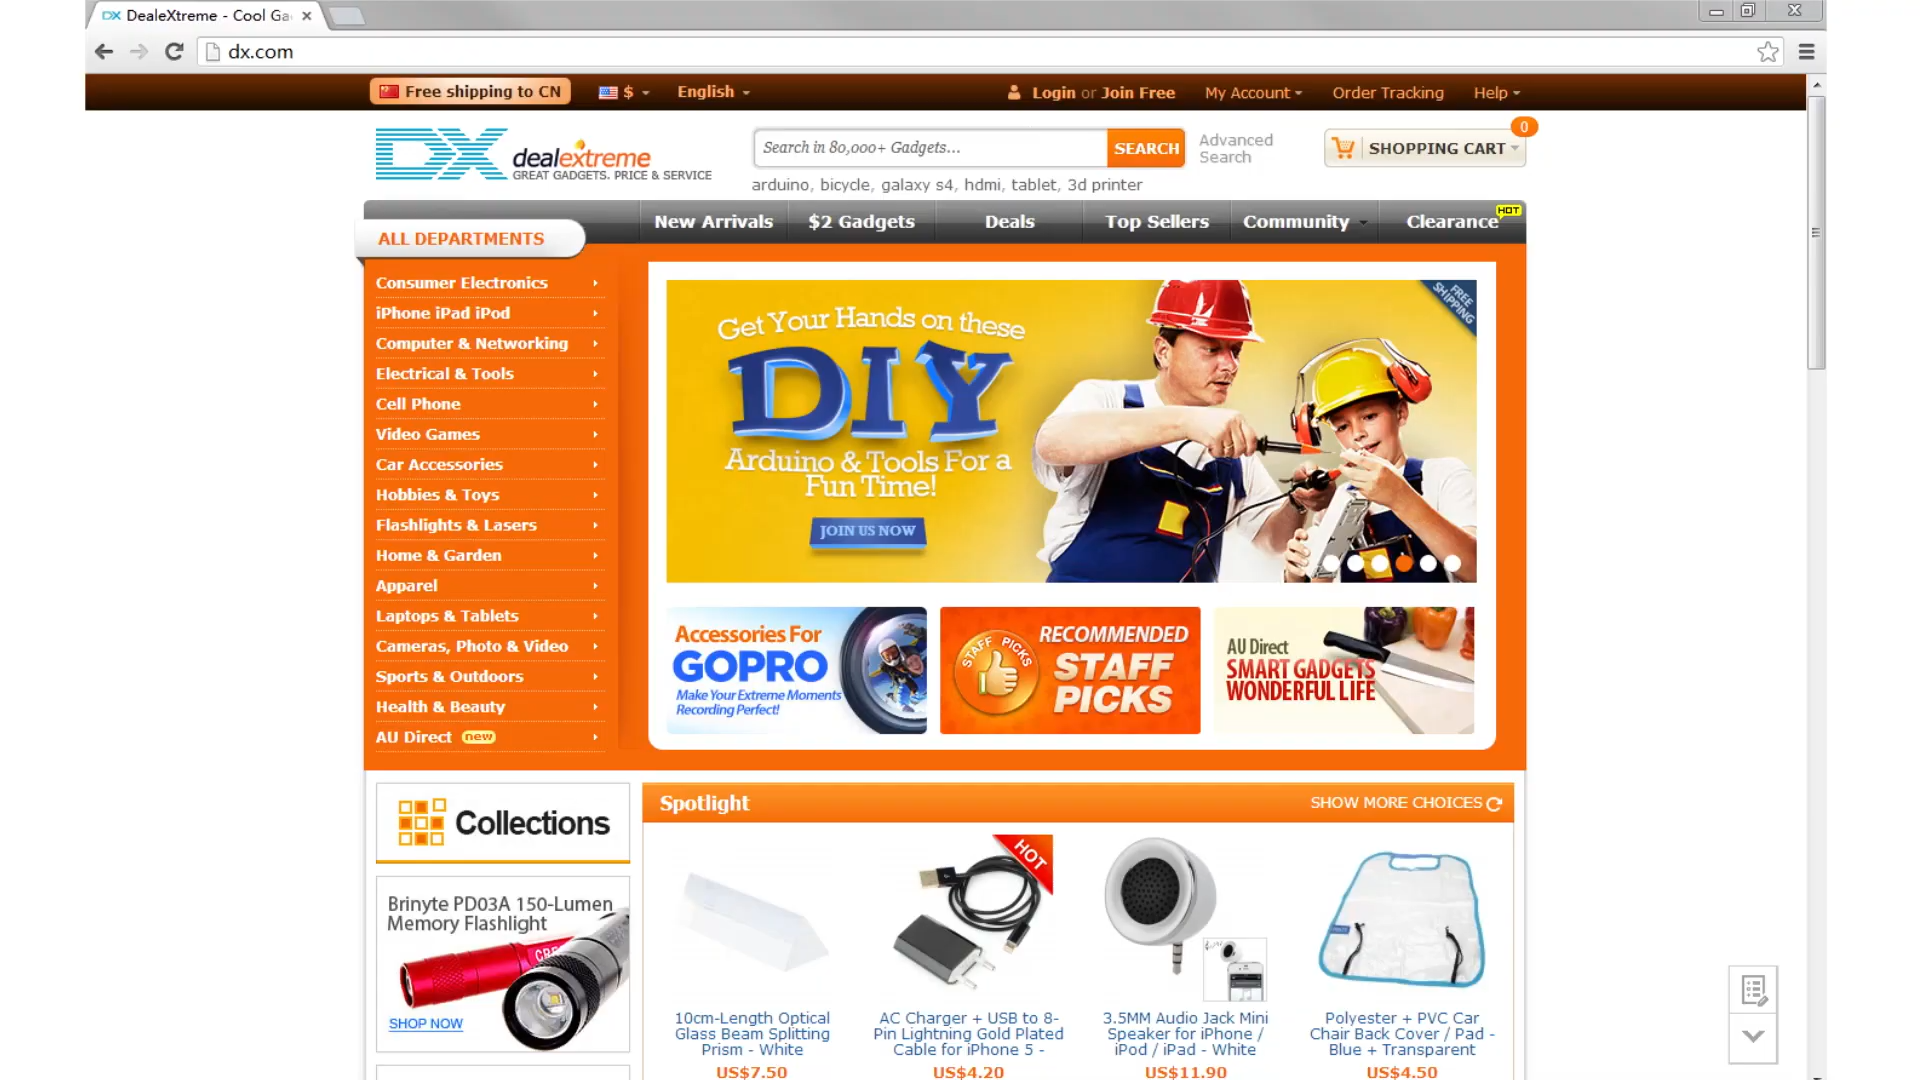 DX DealeXtreme - Cool Ga
dx.com
Free shipping to CN
$
English
Login or Join Free
My Account
Order Tracking
Help
DX dealextreme
GREAT GADGETS. PRICE & SERVICE
Search in 80,000+ Gadgets...
SEARCH
Advanced
Search
0
SHOPPING CART
arduino, bicycle, galaxy s4, hdmi, tablet, 3d printer
New Arrivals
$2 Gadgets
Deals
Top Sellers
Community
Clearance
HOT
ALL DEPARTMENTS
Consumer Electronics
iPhone iPad iPod
Computer & Networking
Electrical & Tools
Cell Phone
Video Games
Car Accessories
Hobbies & Toys
Flashlights & Lasers
Home & Garden
Apparel
Laptops & Tablets
Cameras, Photo & Video
Sports & Outdoors
Health & Beauty
AU Direct new
FREE
SHIPPING
Get Your Hands on these
DIY
Arduino & Tools For a
Fun Time!
JOIN US NOW
Accessories For
GOPRO
Make Your Extreme Moments
Recording Perfect!
STAFF PICKS
RECOMMENDED
STAFF
PICKS
AU Direct
SMART GADGETS
WONDERFUL LIFE
Collections
Brinyte PD03A 150-Lumen
Memory Flashlight
CRE
SHOP NOW
Spotlight
SHOW MORE CHOICES
HOT
10cm-Length Optical
Glass Beam Splitting
Prism - White
US$7.50
AC Charger + USB to 8-
Pin Lightning Gold Plated
Cable for iPhone 5 -
US$4.20
3.5MM Audio Jack Mini
Speaker for iPhone /
iPod / iPad - White
US$11.90
Polyester + PVC Car
Chair Back Cover / Pad -
Blue + Transparent
US$4.50